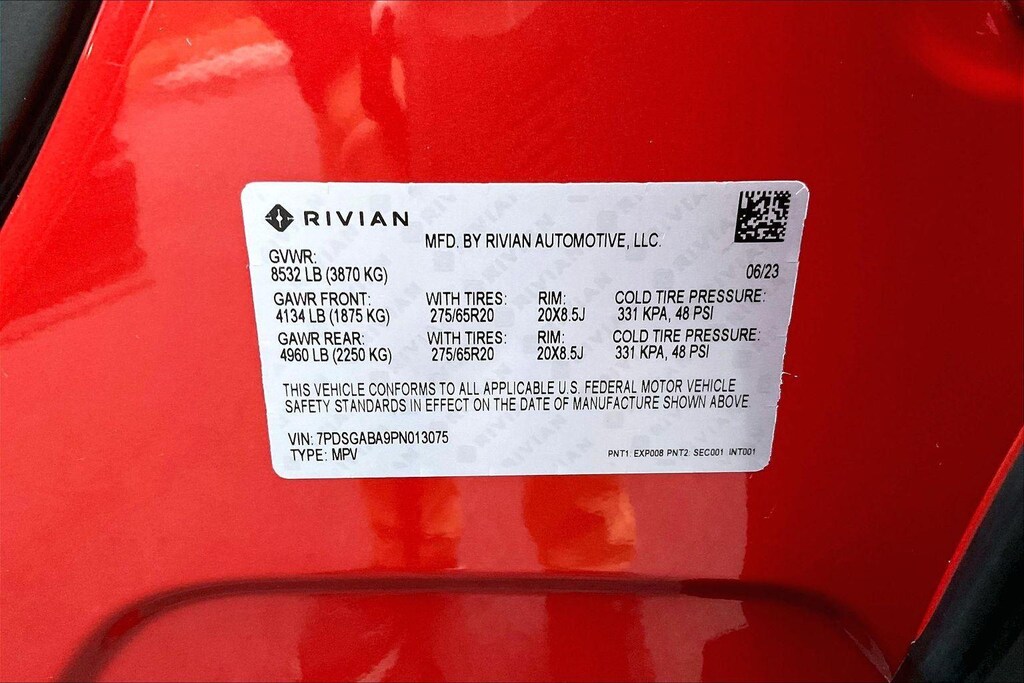 RIVIAN
MFD. BY RIVIAN AUTOMOTIVE, LLC.
GVWR:
8532 LB (3870 KG) 06/23
GAWR FRONT: WITH TIRES: RIM: COLD TIRE PRESSURE:
4134 LB (1875 KG) 275/65R20 20X8.5J 331 KPA, 48 PSI
GAWR REAR: WITH TIRES: RIM: COLD TIRE PRESSURE:
4960 LB (2250 KG) 275/65R20 20X8.5J 331 KPA, 48 PSI
THIS VEHICLE CONFORMS TO ALL APPLICABLE U.S. FEDERAL MOTOR VEHICLE
SAFETY STANDARDS IN EFFECT ON THE DATE OF MANUFACTURE SHOWN ABOVE
VIN: 7PDSGABA9PN013075
TYPE: MPV PNT1: EXP008 PNT2: SEC001 INT001